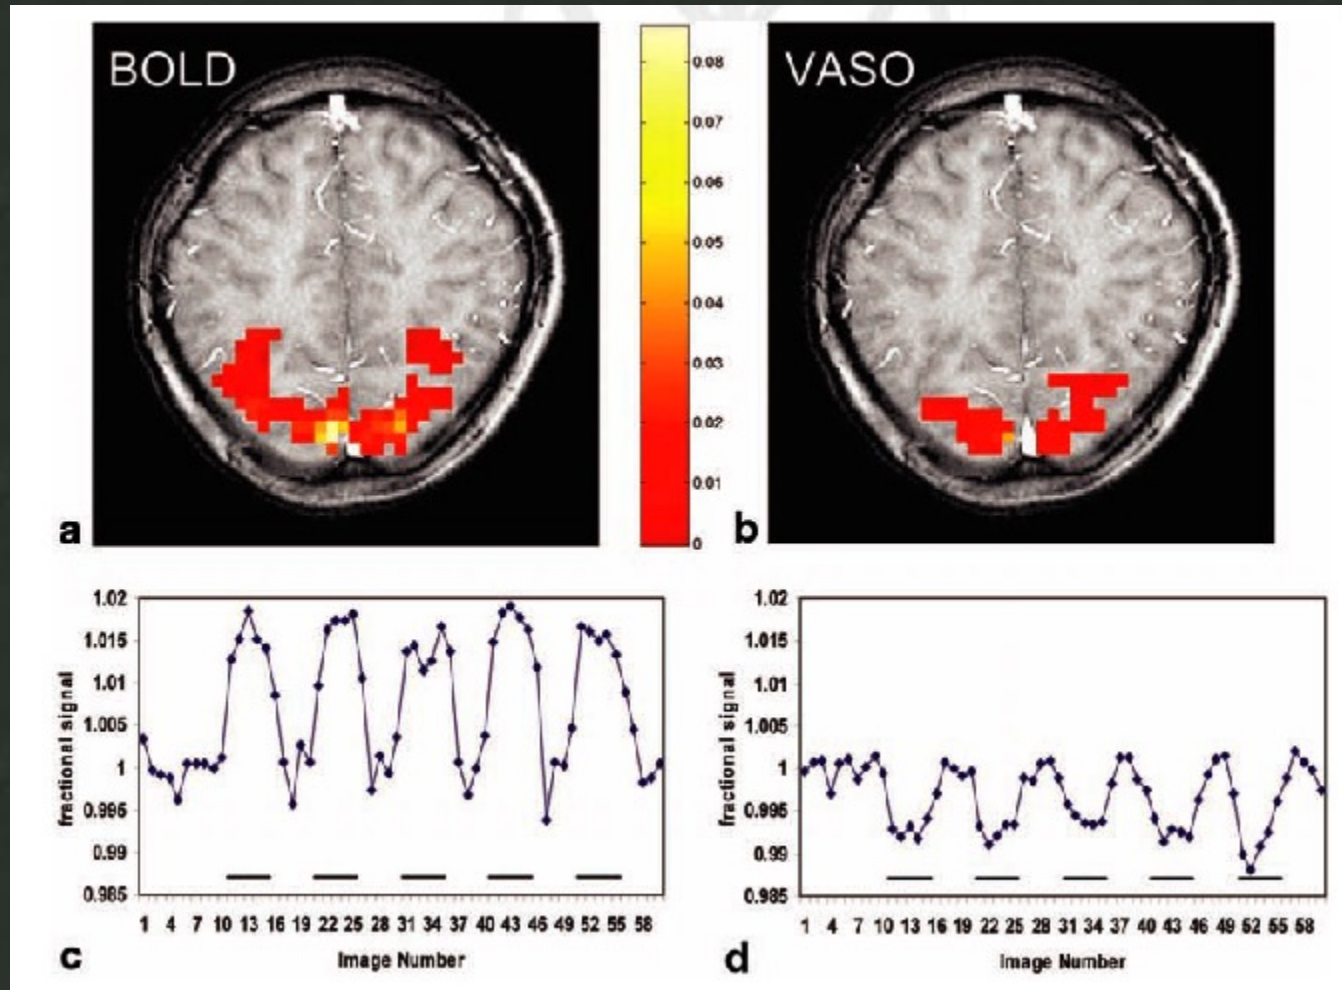 BOLD
VASO
0.08
0.07
0.06
0.05
0.04
0.03
0.02
0.01
0
a
b
1.02
1.015
1.01
1.005
1
0.995
0.99
0.985
fractional signal
1 4 7 10 13 16 19 22 25 28 31 34 37 40 43 46 49 52 55 58
Image Number
c
1.02
1.015
1.01
1.005
1
0.995
0.99
0.985
fractional signal
1 4 7 10 13 16 19 22 25 28 31 34 37 40 43 46 49 52 55 58
Image Number
d